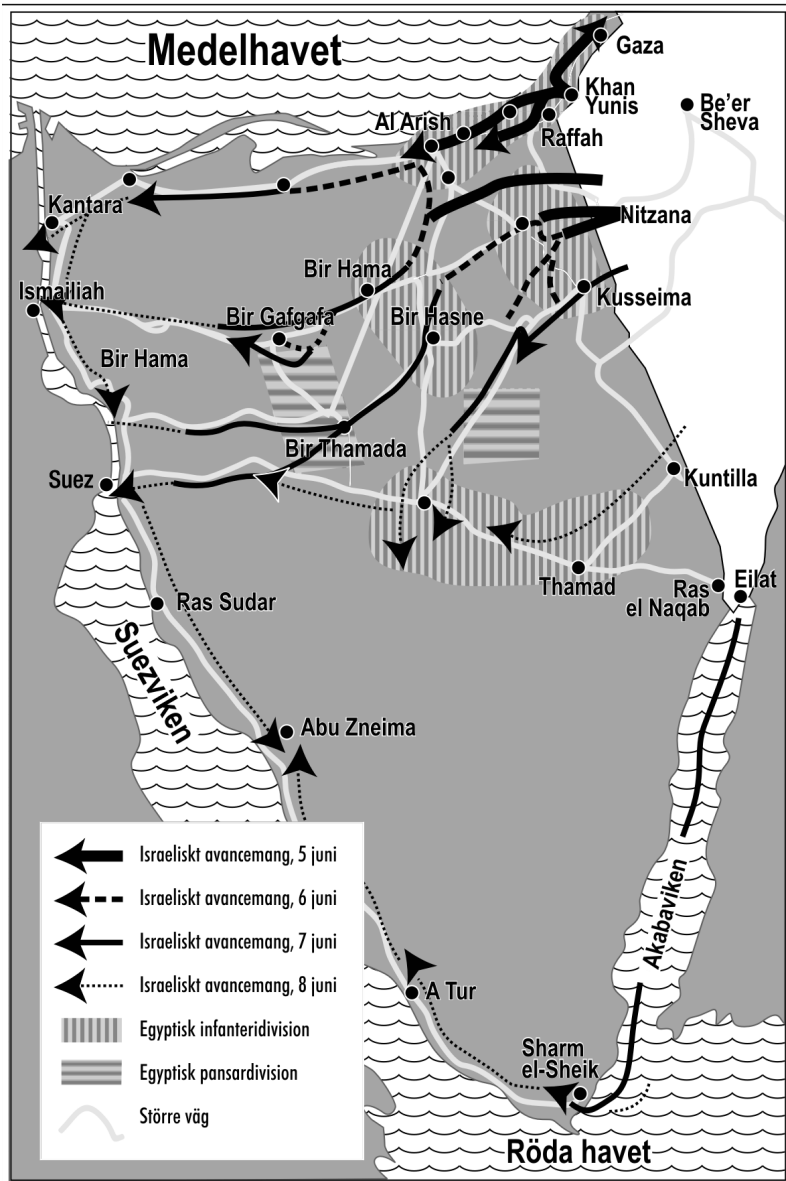 Medelhavet
Gaza
Khan
Yunis
Be'er
Sheva
Al Arish
Raffah
Kantara
Nitzana
Bir Hama
Ismailiah
Kusseima
Bir Gafgafa
Bir Hasne
Bir Hama
Bir Thamada
Suez
Kuntilla
Thamad
Ras
el Naqab
Eilat
Ras Sudar
Suezviken
Abu Zneima
Israeliskt avancemang, 5 juni
Israeliskt avancemang, 6 juni
Israeliskt avancemang, 7 juni
Israeliskt avancemang, 8 juni
Egyptisk infanteridivision
Egyptisk pansardivision
Större väg
Akabaviken
A Tur
Sharm
el-Sheik
Röda havet